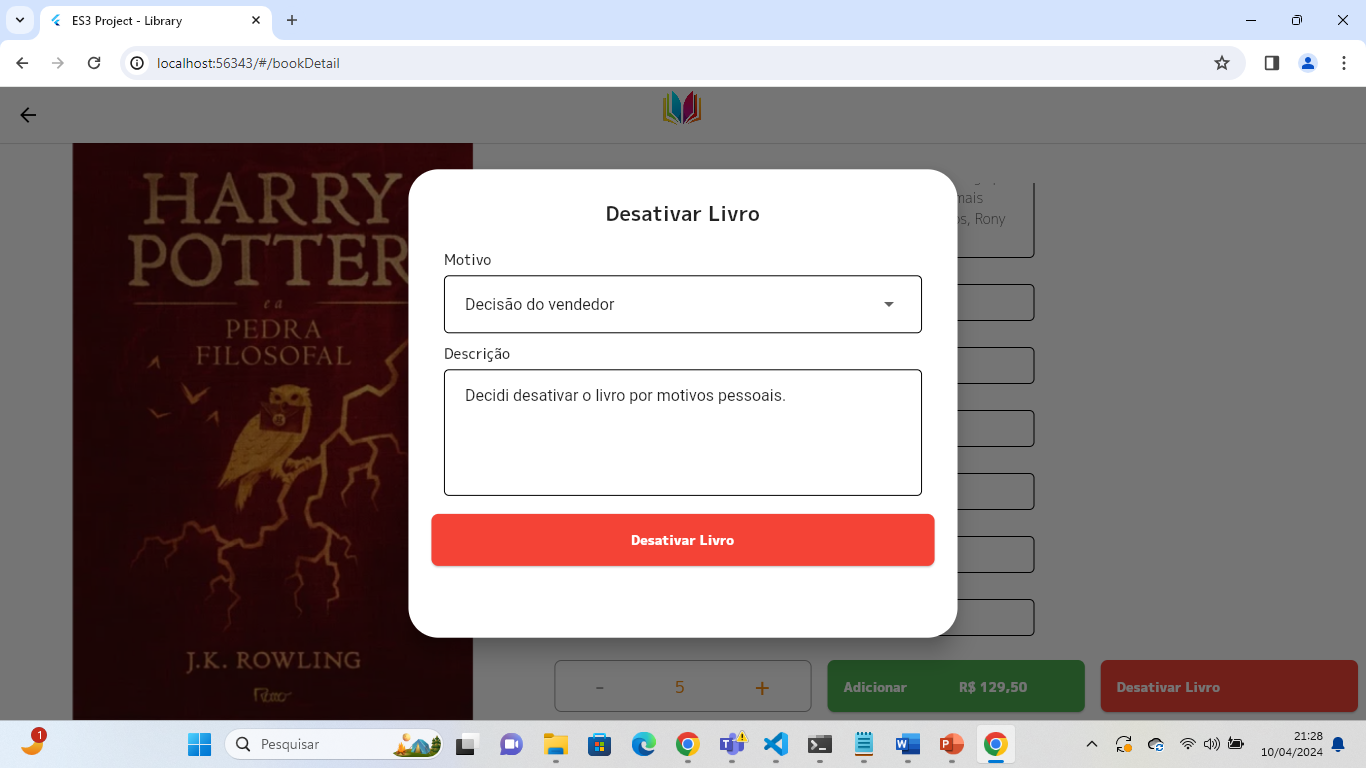 ES3 Project - Library
localhost:56343/#/bookDetail
HARRY
POTTER
e a
PEDRA
FILOSOFAL
J.K. ROWLING
mais
Rony
Desativar Livro
Motivo
Decisão do vendedor
Descrição
Decidi desativar o livro por motivos pessoais.
Desativar Livro
- 5 +
Adicionar R$ 129,50
Desativar Livro
1
Pesquisar
21:28
10/04/2024